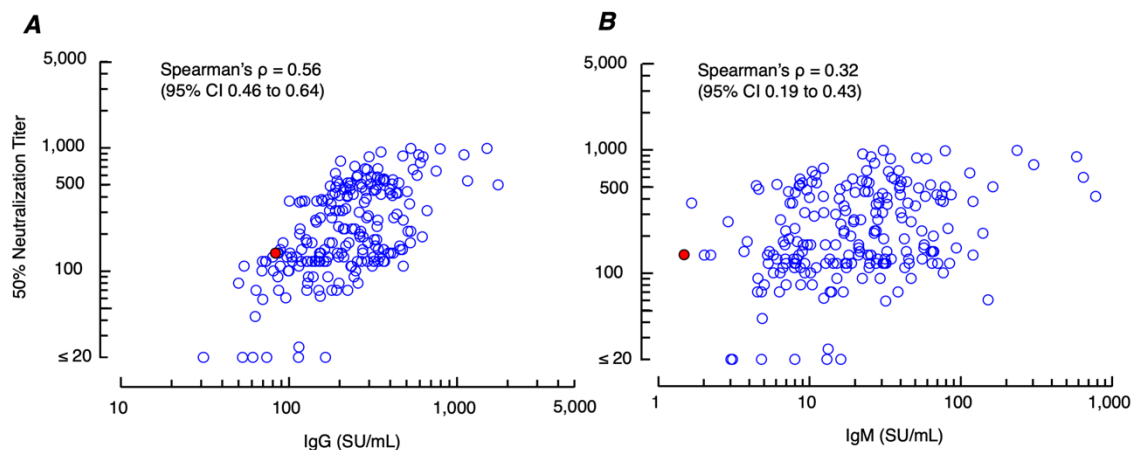 A
5,000
Spearman's ρ = 0.56
(95% CI 0.46 to 0.64)
1,000
500
100
≤ 20
50% Neutralization Titer
10
100
1,000
5,000
IgG (SU/mL)
B
5,000
Spearman's ρ = 0.32
(95% CI 0.19 to 0.43)
1,000
500
100
≤ 20
1
10
100
1,000
IgM (SU/mL)